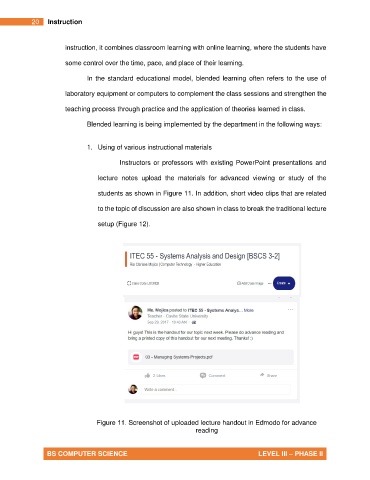 20 Instruction
instruction, it combines classroom learning with online learning, where the students have
some control over the time, pace, and place of their learning.
In the standard educational model, blended learning often refers to the use of
laboratory equipment or computers to complement the class sessions and strengthen the
teaching process through practice and the application of theories learned in class.
Blended learning is being implemented by the department in the following ways:
1. Using of various instructional materials
Instructors or professors with existing PowerPoint presentations and
lecture notes upload the materials for advanced viewing or study of the
students as shown in Figure 11. In addition, short video clips that are related
to the topic of discussion are also shown in class to break the traditional lecture
setup (Figure 12).
ITEC 55 - Systems Analysis and Design [BSCS 3-2]
Computer Technology - Higher Education
Ms. Mojica posted to ITEC 55 - Systems Analys... More
Teacher · Cavite State University
Sep 22, 2017 ·
Hi guys! This is the handout for our topic next week. Please do advance reading and
bring a printed copy of this handout for our next meeting. Thanks! :)
03 - Managing Systems Projects.pdf
2 Likes Comment Share
Write a comment...
Figure 11. Screenshot of uploaded lecture handout in Edmodo for advance
reading
BS COMPUTER SCIENCE LEVEL III – PHASE II